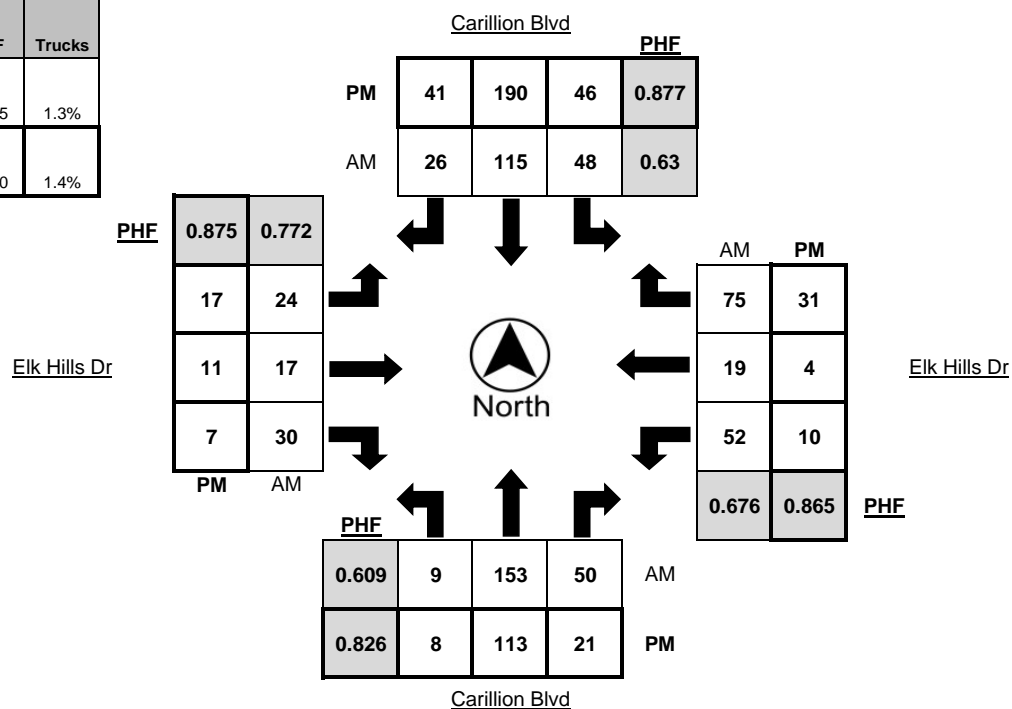 Trucks
1.3%
1.4%
Carillion Blvd
PHF
PM 41 190 46 0.877
AM 26 115 48 0.63
PHF 0.875 0.772
17 24
11 17
7 30
PM AM
Elk Hills Dr
North
AM PM
75 31
19 4
52 10
0.676 0.865 PHF
Elk Hills Dr
PHF
0.609 9 153 50 AM
0.826 8 113 21 PM
Carillion Blvd